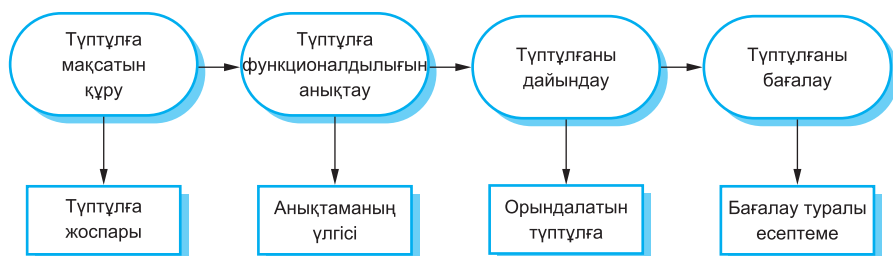 Түптұлға
мақсатын
құру
Түптұлға
функционалдылығын
анықтау
Түптұлғаны
дайындау
Түптұлғаны
бағалау
Түптұлға
жоспары
Анықтаманың
үлгісі
Орындалатын
түптұлға
Бағалау туралы
есептеме